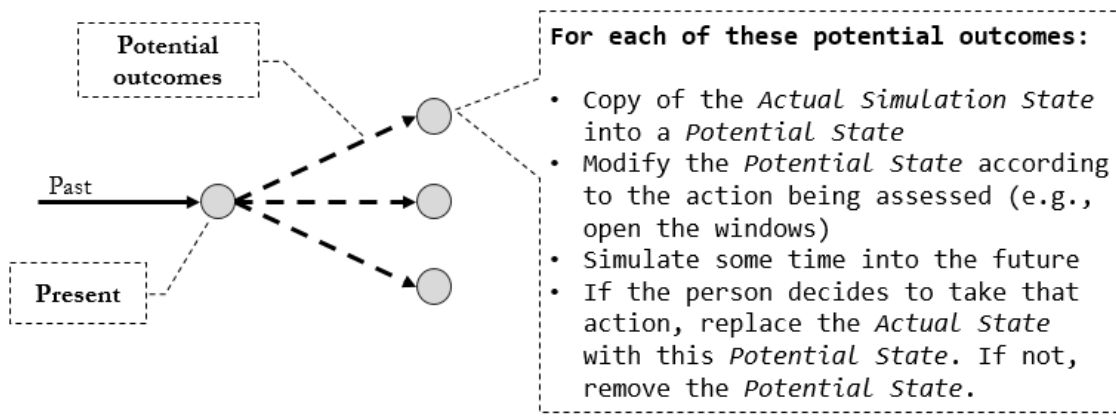 Potential
outcomes
Past
Present
For each of these potential outcomes:
• Copy of the Actual Simulation State
into a Potential State
• Modify the Potential State according
to the action being assessed (e.g.,
open the windows)
• Simulate some time into the future
• If the person decides to take that
action, replace the Actual State
with this Potential State. If not,
remove the Potential State.